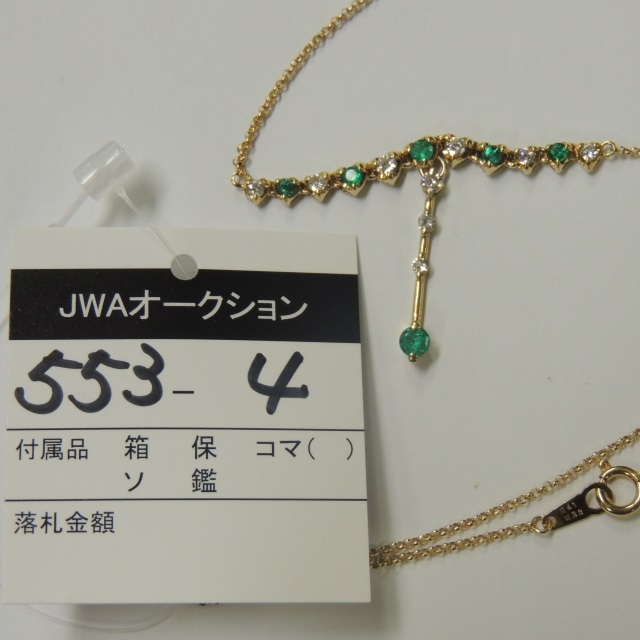 JWAオークション
553-4
付属品 箱 保 コマ( )
ソ 鑑
落札金額